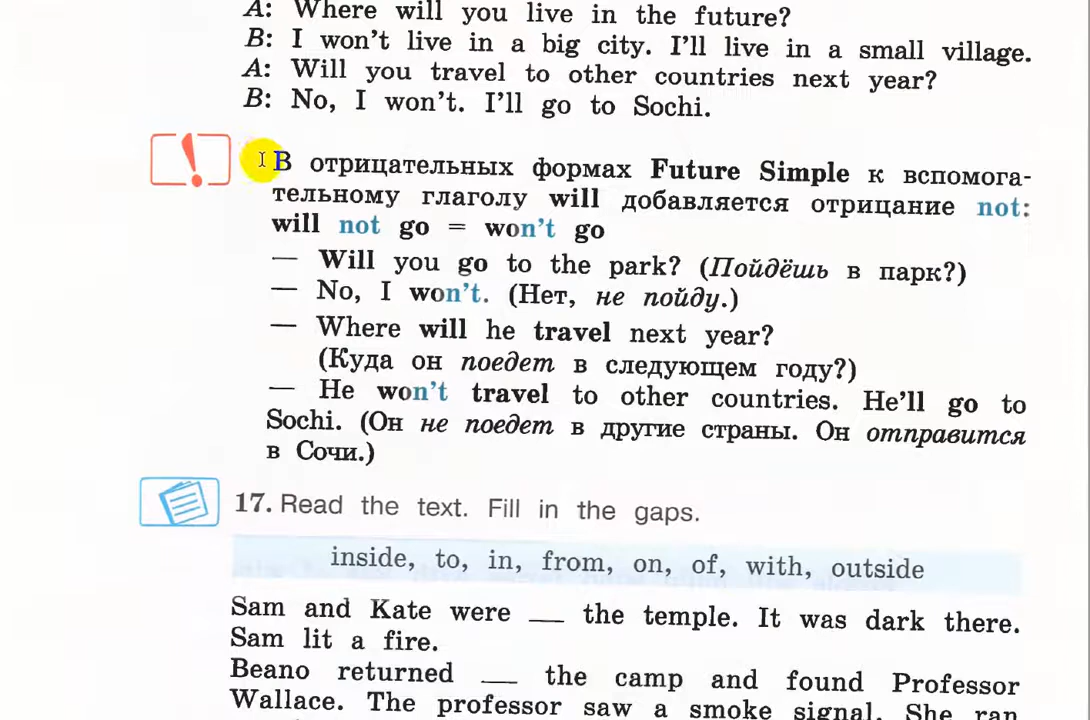 A: Where will you live in the future?
B: I won't live in a big city. I'll live in a small village.
A: Will you travel to other countries next year?
B: No, I won't. I'll go to Sochi.
!
В отрицательных формах Future Simple к вспомога-
тельному глаголу will добавляется отрицание not:
will not go = won't go
— Will you go to the park? (Пойдёшь в парк?)
— No, I won't. (Нет, не пойду.)
— Where will he travel next year?
(Куда он поедет в следующем году?)
— He won't travel to other countries. He'll go to
Sochi. (Он не поедет в другие страны. Он отправится
в Сочи.)
17. Read the text. Fill in the gaps.
inside, to, in, from, on, of, with, outside
Sam and Kate were __ the temple. It was dark there.
Sam lit a fire.
Beano returned __ the camp and found Professor
Wallace. The professor saw a smoke signal. She ran